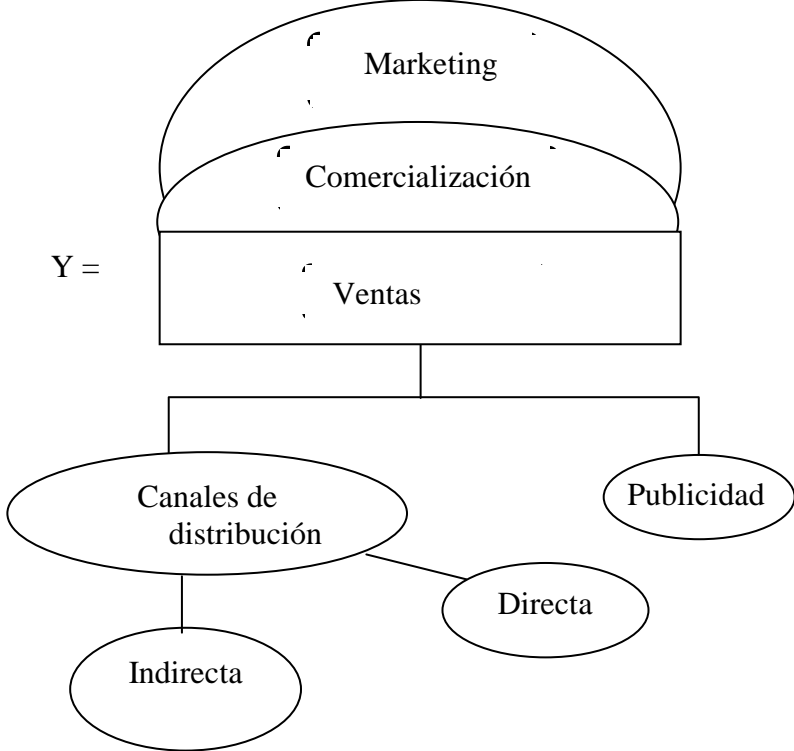 Marketing
Comercialización
Y =
Ventas
Canales de
distribución
Publicidad
Directa
Indirecta